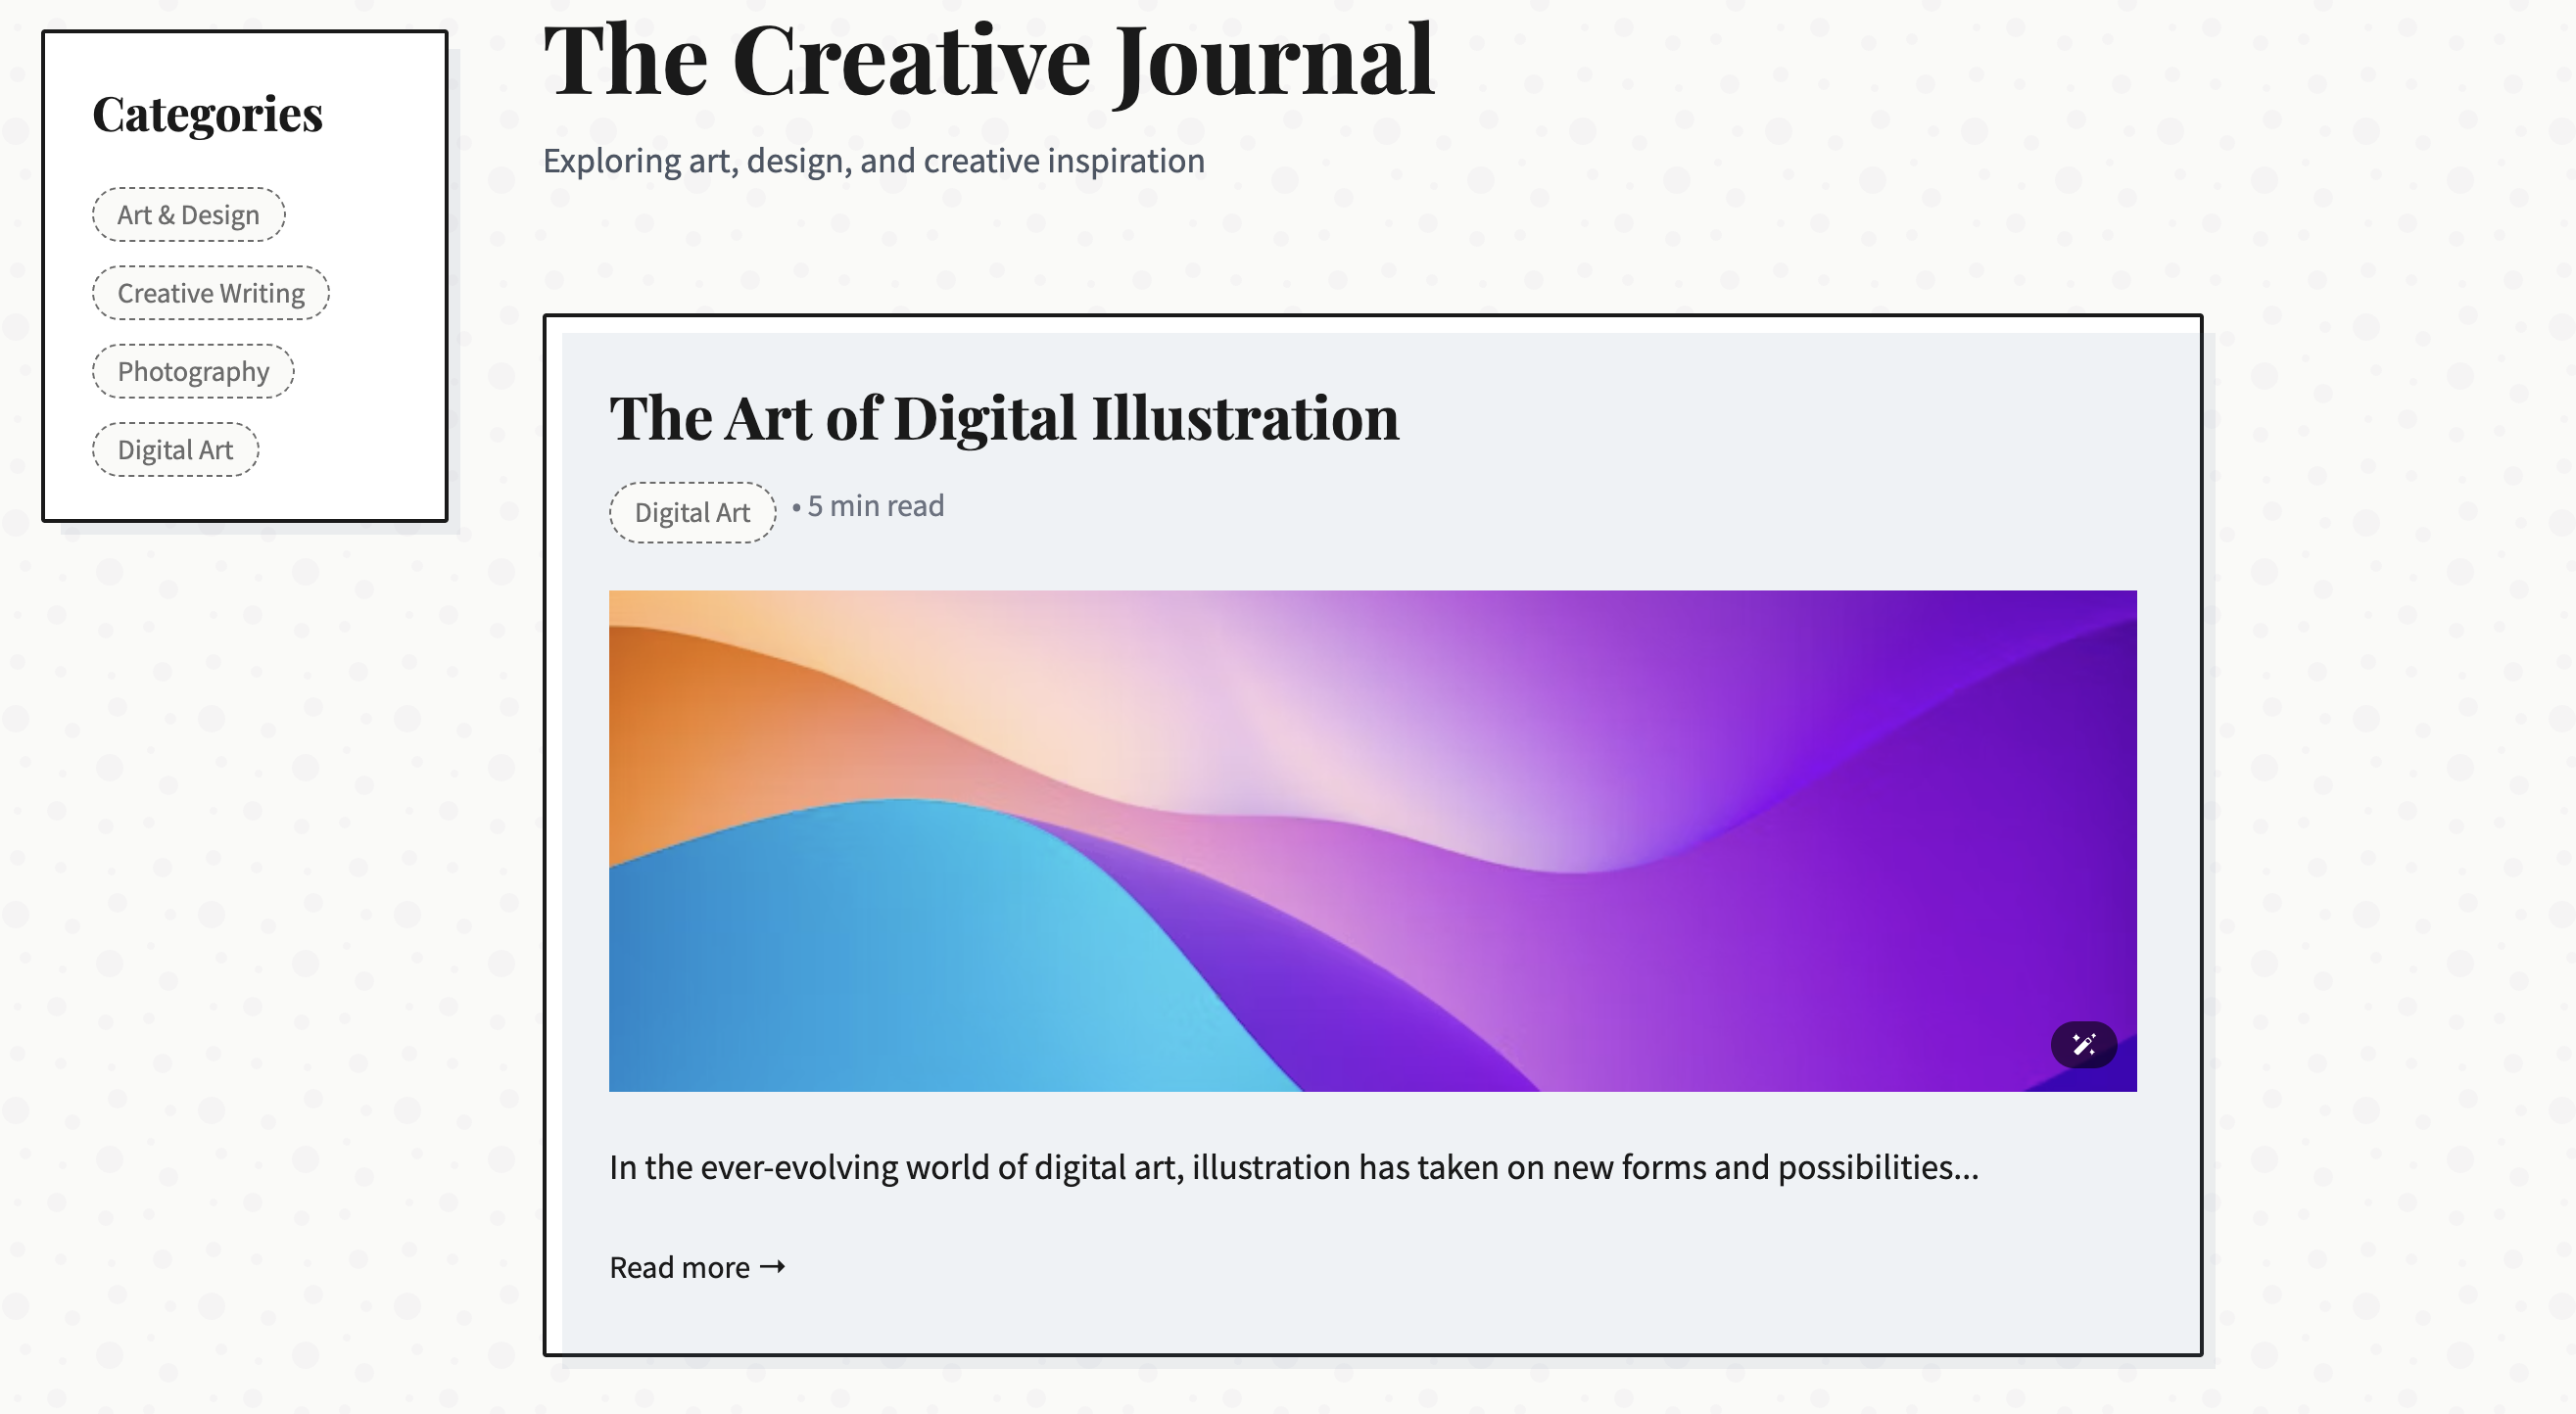 Categories
Art & Design
Creative Writing
Photography
Digital Art
The Creative Journal
Exploring art, design, and creative inspiration
The Art of Digital Illustration
Digital Art • 5 min read
In the ever-evolving world of digital art, illustration has taken on new forms and possibilities...
Read more →